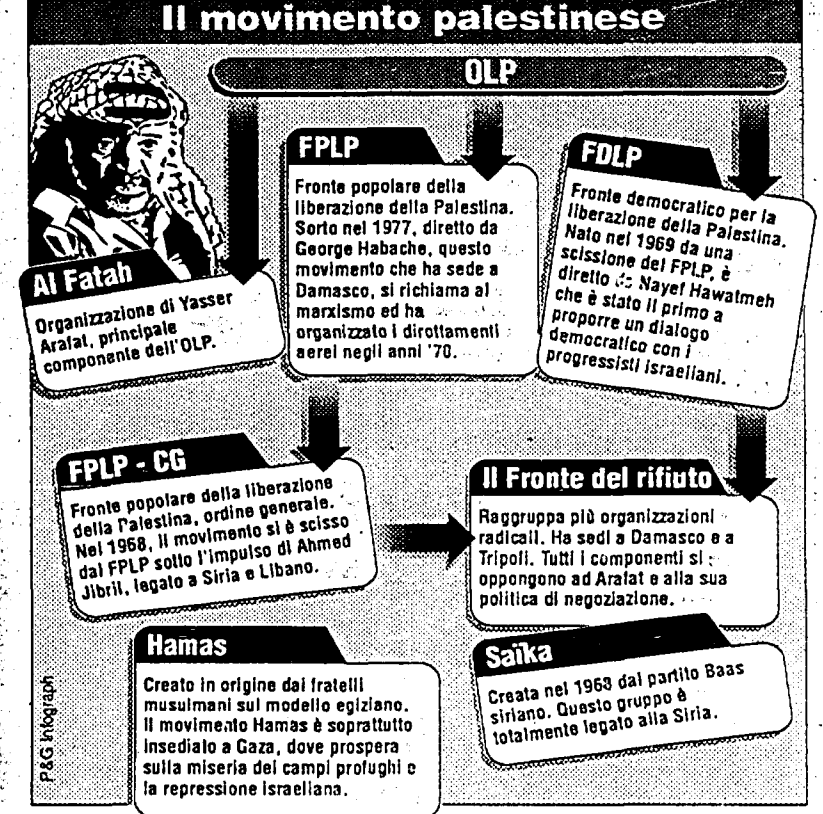 Il movimento palestinese
OLP
Al Fatah
Organizzazione di Yasser
Arafat, principale
componente dell'OLP.
FPLP
Fronte popolare della
liberazione della Palestina.
Sorto nel 1977, diretto da
George Habache, questo
movimento che ha sede a
Damasco, si richiama al
marxismo ed ha
organizzato i dirottamenti
aerei negli anni '70.
FDLP
Fronte democratico per la
liberazione della Palestina.
Nato nel 1969 da una
scissione del FPLP, è
diretto da Nayef Hawatmeh
che è stato il primo a
proporre un dialogo
democratico con i
progressisti israeliani.
FPLP - CG
Fronte popolare della liberazione
della Palestina, ordine generale.
Nel 1968, il movimento si è scisso
dal FPLP sotto l'impulso di Ahmed
Jibril, legato a Siria e Libano.
Il Fronte del rifiuto
Raggruppa più organizzazioni
radicali. Ha sedi a Damasco e a
Tripoli. Tutti i componenti si
oppongono ad Arafat e alla sua
politica di negoziazione.
Hamas
Creato in origine dai fratelli
musulmani sul modello egiziano.
Il movimento Hamas è soprattutto
insediato a Gaza, dove prospera
sulla miseria dei campi profughi e
la repressione israeliana.
Saïka
Creata nel 1968 dal partito Baas
siriano. Questo gruppo è
totalmente legato alla Siria.
P&G Infograph